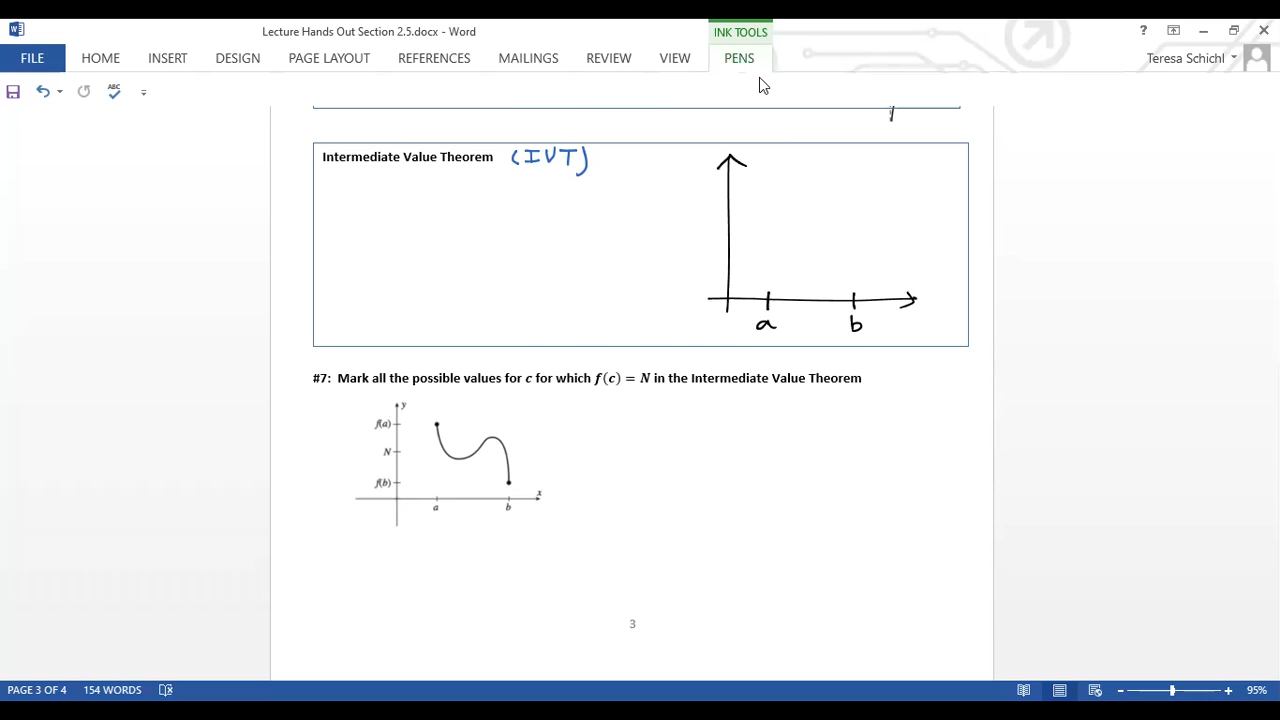 Lecture Hands Out Section 2.5.docx - Word
INK TOOLS
?
FILE HOME INSERT DESIGN PAGE LAYOUT REFERENCES MAILINGS REVIEW VIEW PENS Teresa Schichl
ABC
Intermediate Value Theorem (IVT)
a b
#7: Mark all the possible values for c for which f(c) = N in the Intermediate Value Theorem
y
f(a)
N
f(b)
x
a b
3
PAGE 3 OF 4 154 WORDS 95%